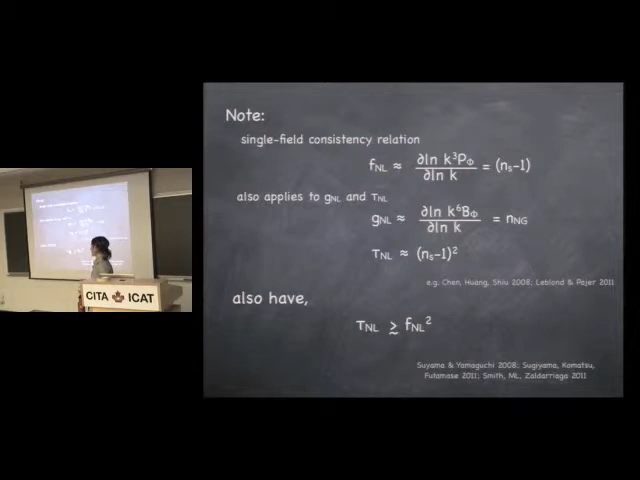 Note:
single-field consistency relation
fNL ≈ ∂ln k³PΦ / ∂ln k = (ns-1)
also applies to gNL and τNL
gNL ≈ ∂ln k⁶BΦ / ∂ln k = nNG
τNL ≈ (ns-1)²
e.g. Chen, Huang, Shiu 2008; Leblond & Pajer 2011
also have,
τNL ≳ fNL²
Suyama & Yamaguchi 2008; Sugiyama, Komatsu,
Futamase 2011; Smith, ML, Zaldarriaga 2011
CITA ICAT